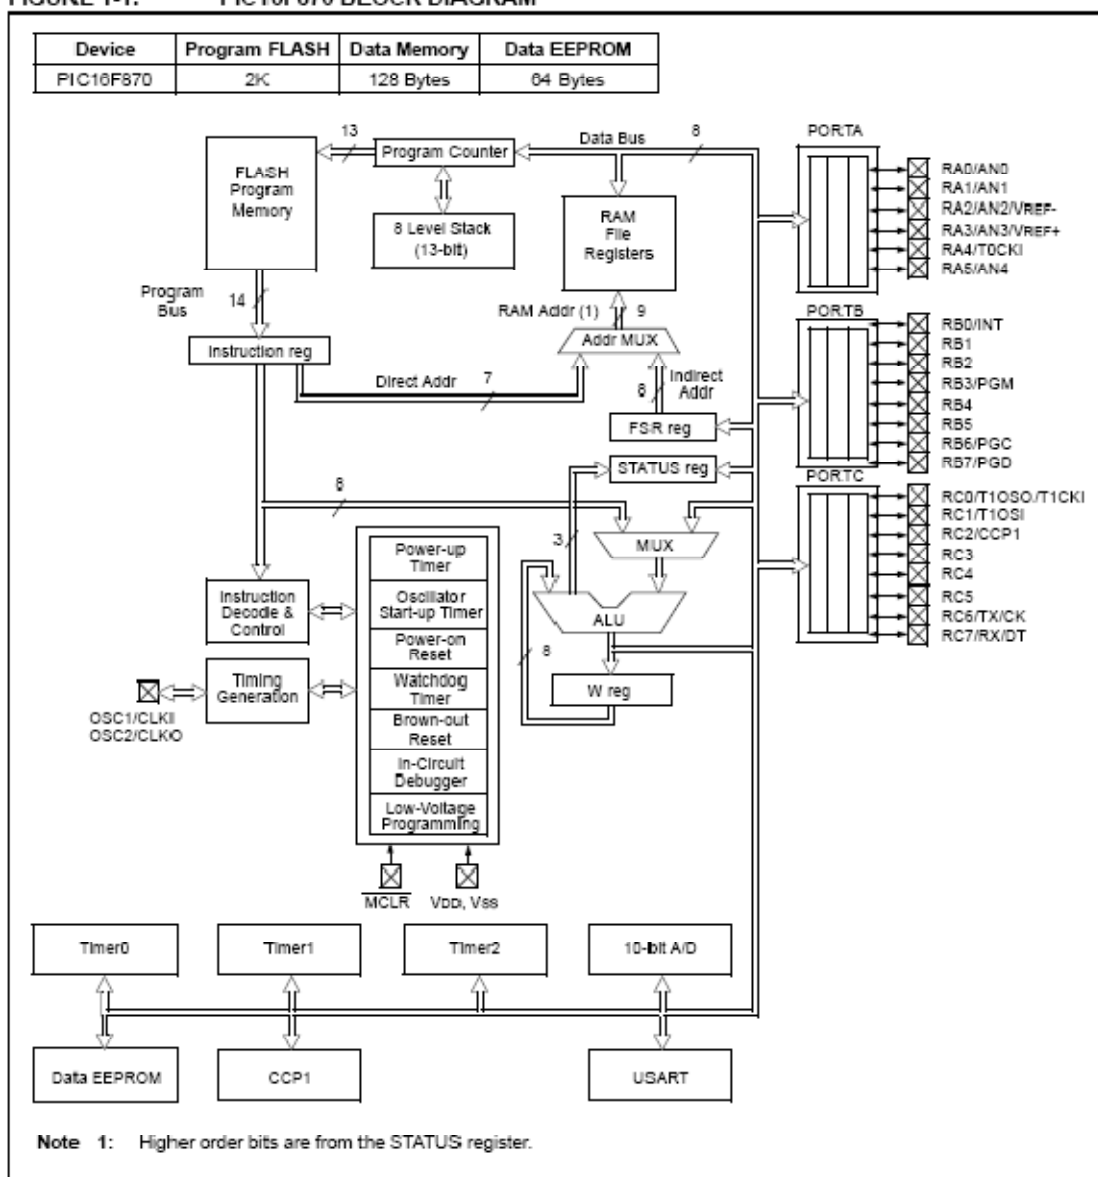 FIGURE 1-1: PIC16F870 BLOCK DIAGRAM
Device Program FLASH Data Memory Data EEPROM
PIC16F870 2K 128 Bytes 64 Bytes
13
Program Counter
Data Bus
8
FLASH
Program
Memory
8 Level Stack
(13-bit)
RAM
File
Registers
Program
Bus
14
RAM Addr (1)
9
Addr MUX
Instruction reg
Direct Addr
7
8
Indirect
Addr
FSR reg
STATUS reg
8
3
MUX
ALU
8
W reg
Power-up
Timer
Oscillator
Start-up Timer
Power-on
Reset
Watchdog
Timer
Brown-out
Reset
In-Circuit
Debugger
Low-Voltage
Programming
Instruction
Decode &
Control
Timing
Generation
OSC1/CLKI
OSC2/CLKO
MCLR
VDD, VSS
PORTA
RA0/AN0
RA1/AN1
RA2/AN2/VREF-
RA3/AN3/VREF+
RA4/T0CKI
RA5/AN4
PORTB
RB0/INT
RB1
RB2
RB3/PGM
RB4
RB5
RB6/PGC
RB7/PGD
PORTC
RC0/T1OSO/T1CKI
RC1/T1OSI
RC2/CCP1
RC3
RC4
RC5
RC6/TX/CK
RC7/RX/DT
Timer0
Timer1
Timer2
10-bit A/D
Data EEPROM
CCP1
USART
Note 1: Higher order bits are from the STATUS register.